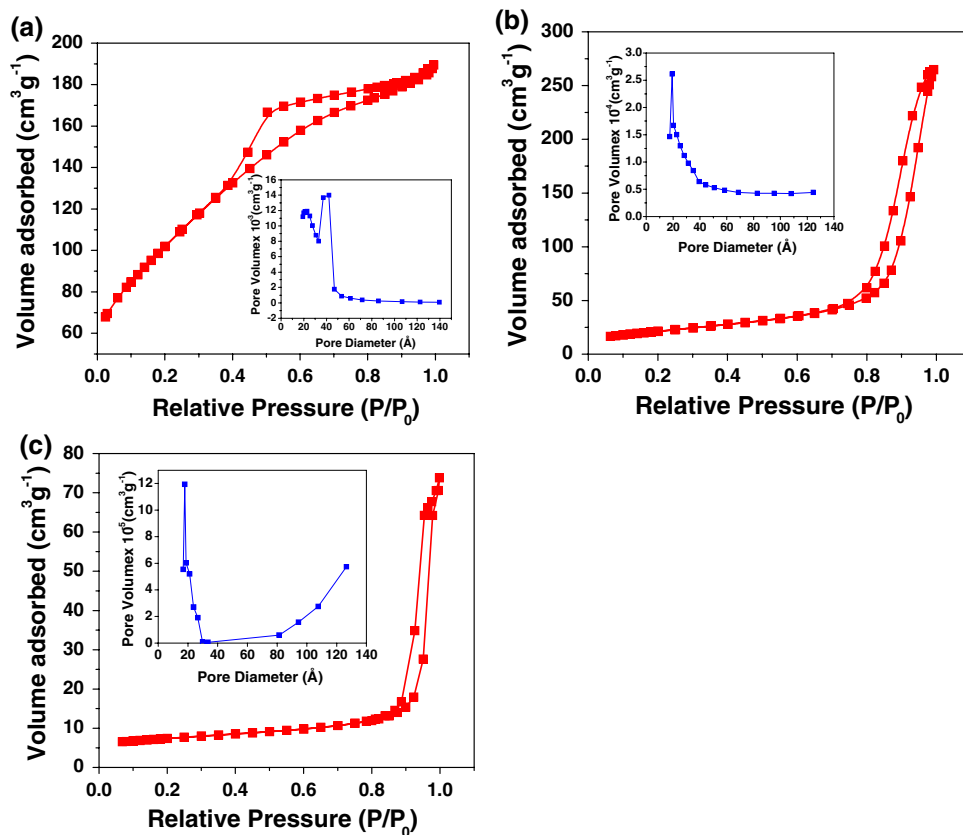 (a)
200
180
160
140
120
100
80
60
0.0 0.2 0.4 0.6 0.8 1.0
Volume adsorbed (cm³g⁻¹)
Relative Pressure (P/P₀)
16
14
12
10
8
6
4
2
0
-2
0 20 40 60 80 100 120 140
Pore Volumex 10⁻³(cm³g⁻¹)
Pore Diameter (Å)
(b)
300
250
200
150
100
50
0
0.0 0.2 0.4 0.6 0.8 1.0
Volume adsorbed (cm³g⁻¹)
Relative Pressure (P/P₀)
3.0
2.5
2.0
1.5
1.0
0.5
0.0
0 20 40 60 80 100 120 140
Pore Volumex 10⁻⁴(cm³g⁻¹)
Pore Diameter (Å)
(c)
80
70
60
50
40
30
20
10
0
0.0 0.2 0.4 0.6 0.8 1.0
Volume adsorbed (cm³g⁻¹)
Relative Pressure (P/P₀)
12
10
8
6
4
2
0
0 20 40 60 80 100 120 140
Pore Volumex 10⁵(cm³g⁻¹)
Pore Diameter (Å)